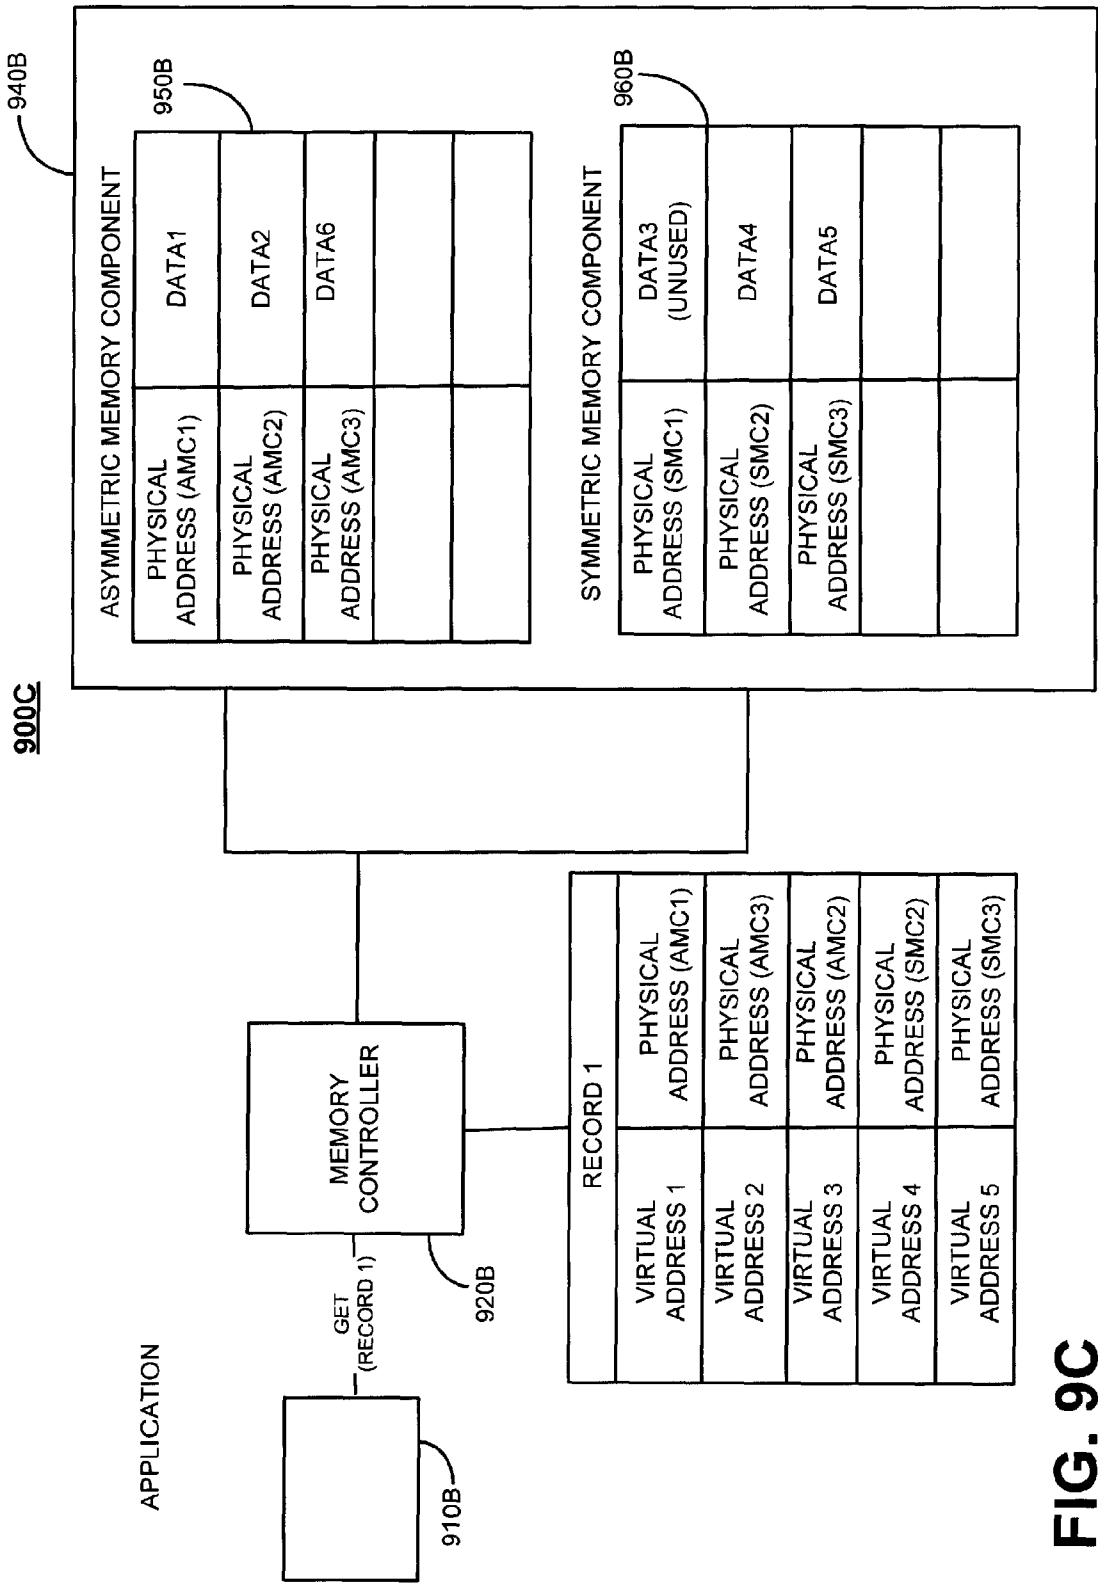 900C
940B
ASYMMETRIC MEMORY COMPONENT
950B
PHYSICAL
ADDRESS (AMC1)
DATA1
PHYSICAL
ADDRESS (AMC2)
DATA2
PHYSICAL
ADDRESS (AMC3)
DATA6
SYMMETRIC MEMORY COMPONENT
960B
PHYSICAL
ADDRESS (SMC1)
DATA3
(UNUSED)
PHYSICAL
ADDRESS (SMC2)
DATA4
PHYSICAL
ADDRESS (SMC3)
DATA5
APPLICATION
910B
GET
(RECORD 1)
MEMORY
CONTROLLER
920B
RECORD 1
VIRTUAL
ADDRESS 1
PHYSICAL
ADDRESS (AMC1)
VIRTUAL
ADDRESS 2
PHYSICAL
ADDRESS (AMC3)
VIRTUAL
ADDRESS 3
PHYSICAL
ADDRESS (AMC2)
VIRTUAL
ADDRESS 4
PHYSICAL
ADDRESS (SMC2)
VIRTUAL
ADDRESS 5
PHYSICAL
ADDRESS (SMC3)
FIG. 9C